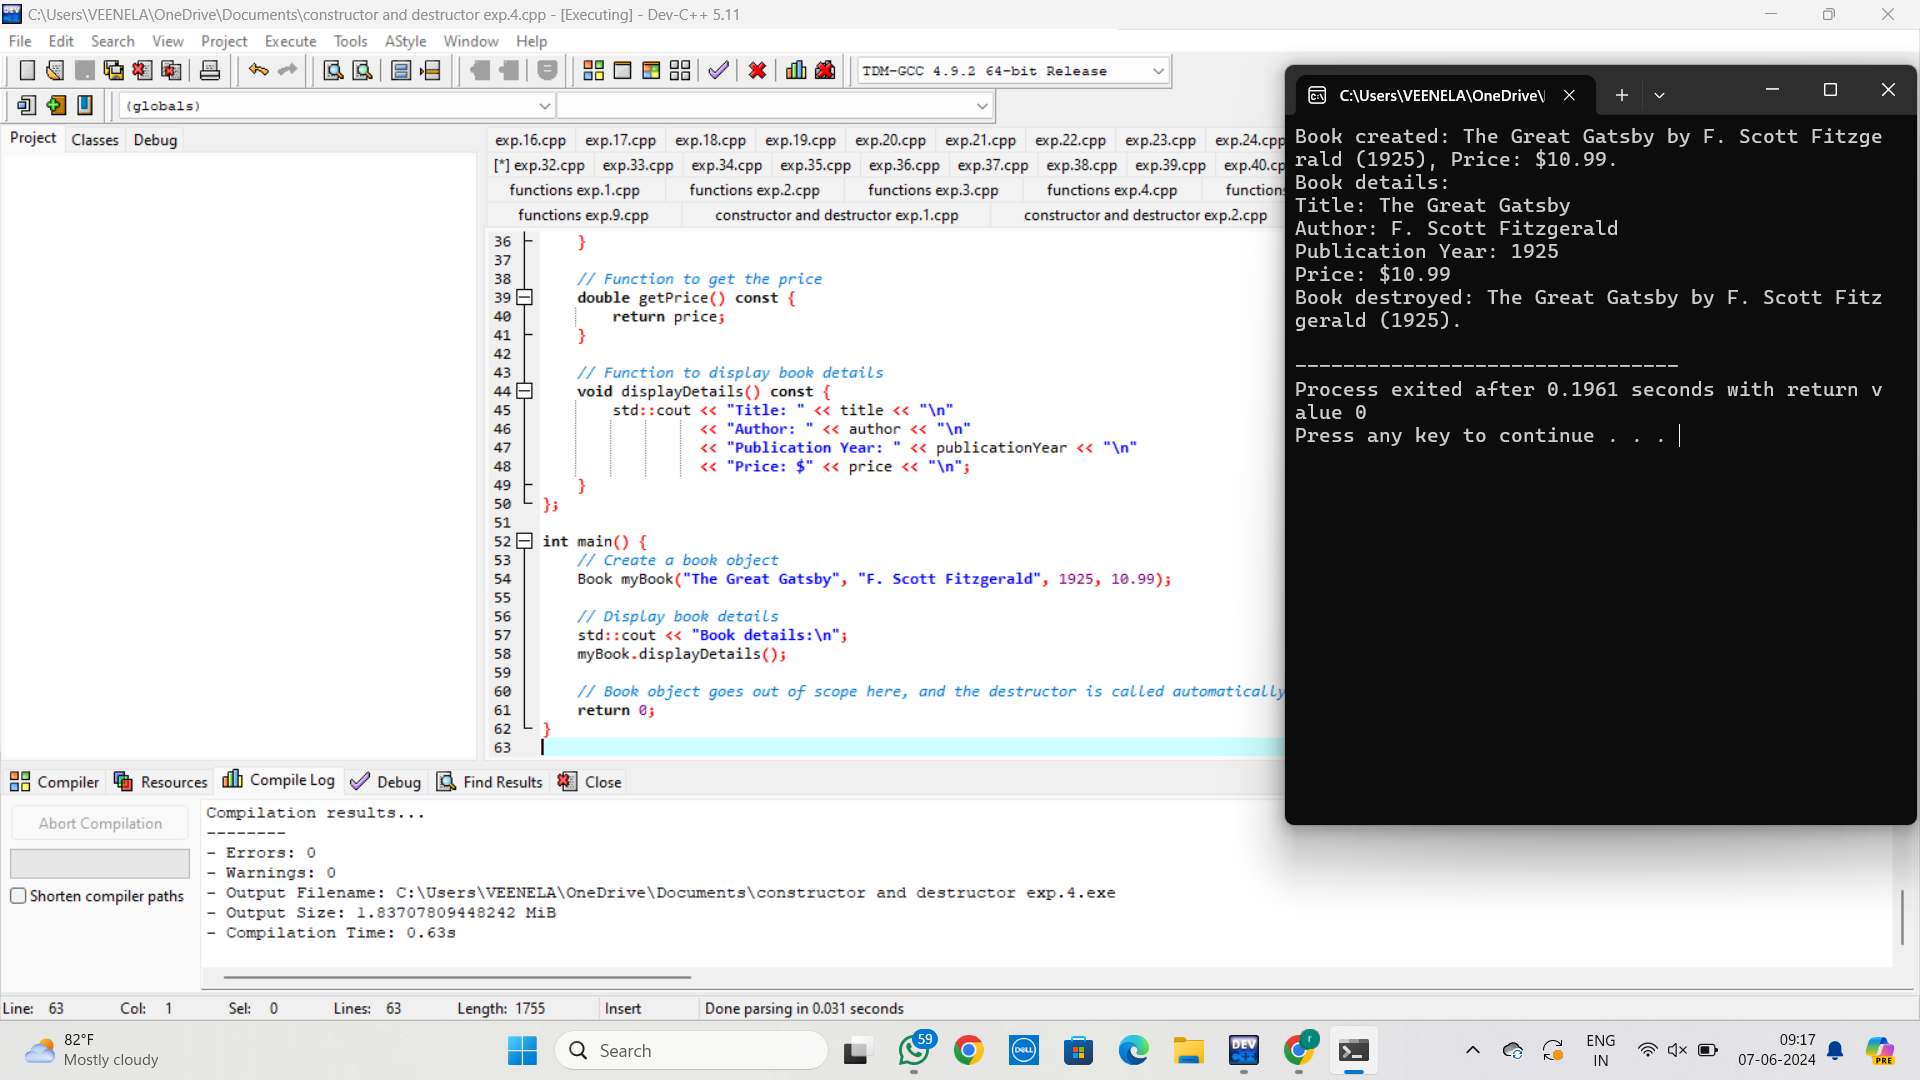 C:\Users\VEENELA\OneDrive\Documents\constructor and destructor exp.4.cpp - [Executing] - Dev-C++ 5.11
File Edit Search View Project Execute Tools AStyle Window Help
TDM-GCC 4.9.2 64-bit Release
(globals)
Project Classes Debug
exp.16.cpp exp.17.cpp exp.18.cpp exp.19.cpp exp.20.cpp exp.21.cpp exp.22.cpp exp.23.cpp exp.24.cpp
[*] exp.32.cpp exp.33.cpp exp.34.cpp exp.35.cpp exp.36.cpp exp.37.cpp exp.38.cpp exp.39.cpp exp.40.cp
functions exp.1.cpp functions exp.2.cpp functions exp.3.cpp functions exp.4.cpp function
functions exp.9.cpp constructor and destructor exp.1.cpp constructor and destructor exp.2.cpp
36 }
37
38 // Function to get the price
39 double getPrice() const {
40 return price;
41 }
42
43 // Function to display book details
44 void displayDetails() const {
45 std::cout << "Title: " << title << "\n"
46 << "Author: " << author << "\n"
47 << "Publication Year: " << publicationYear << "\n"
48 << "Price: $" << price << "\n";
49 }
50 };
51
52 int main() {
53 // Create a book object
54 Book myBook("The Great Gatsby", "F. Scott Fitzgerald", 1925, 10.99);
55
56 // Display book details
57 std::cout << "Book details:\n";
58 myBook.displayDetails();
59
60 // Book object goes out of scope here, and the destructor is called automatically
61 return 0;
62 }
63
C:\Users\VEENELA\OneDrive\
Book created: The Great Gatsby by F. Scott Fitzge
rald (1925), Price: $10.99.
Book details:
Title: The Great Gatsby
Author: F. Scott Fitzgerald
Publication Year: 1925
Price: $10.99
Book destroyed: The Great Gatsby by F. Scott Fitz
gerald (1925).
--------------------------------
Process exited after 0.1961 seconds with return v
alue 0
Press any key to continue . . .
Compiler Resources Compile Log Debug Find Results Close
Abort Compilation
Shorten compiler paths
Compilation results...
--------
- Errors: 0
- Warnings: 0
- Output Filename: C:\Users\VEENELA\OneDrive\Documents\constructor and destructor exp.4.exe
- Output Size: 1.83707809448242 MiB
- Compilation Time: 0.63s
Line: 63 Col: 1 Sel: 0 Lines: 63 Length: 1755 Insert Done parsing in 0.031 seconds
82°F
Mostly cloudy
Search
59
DELL
DEV
r
ENG
IN
09:17
07-06-2024
PRE